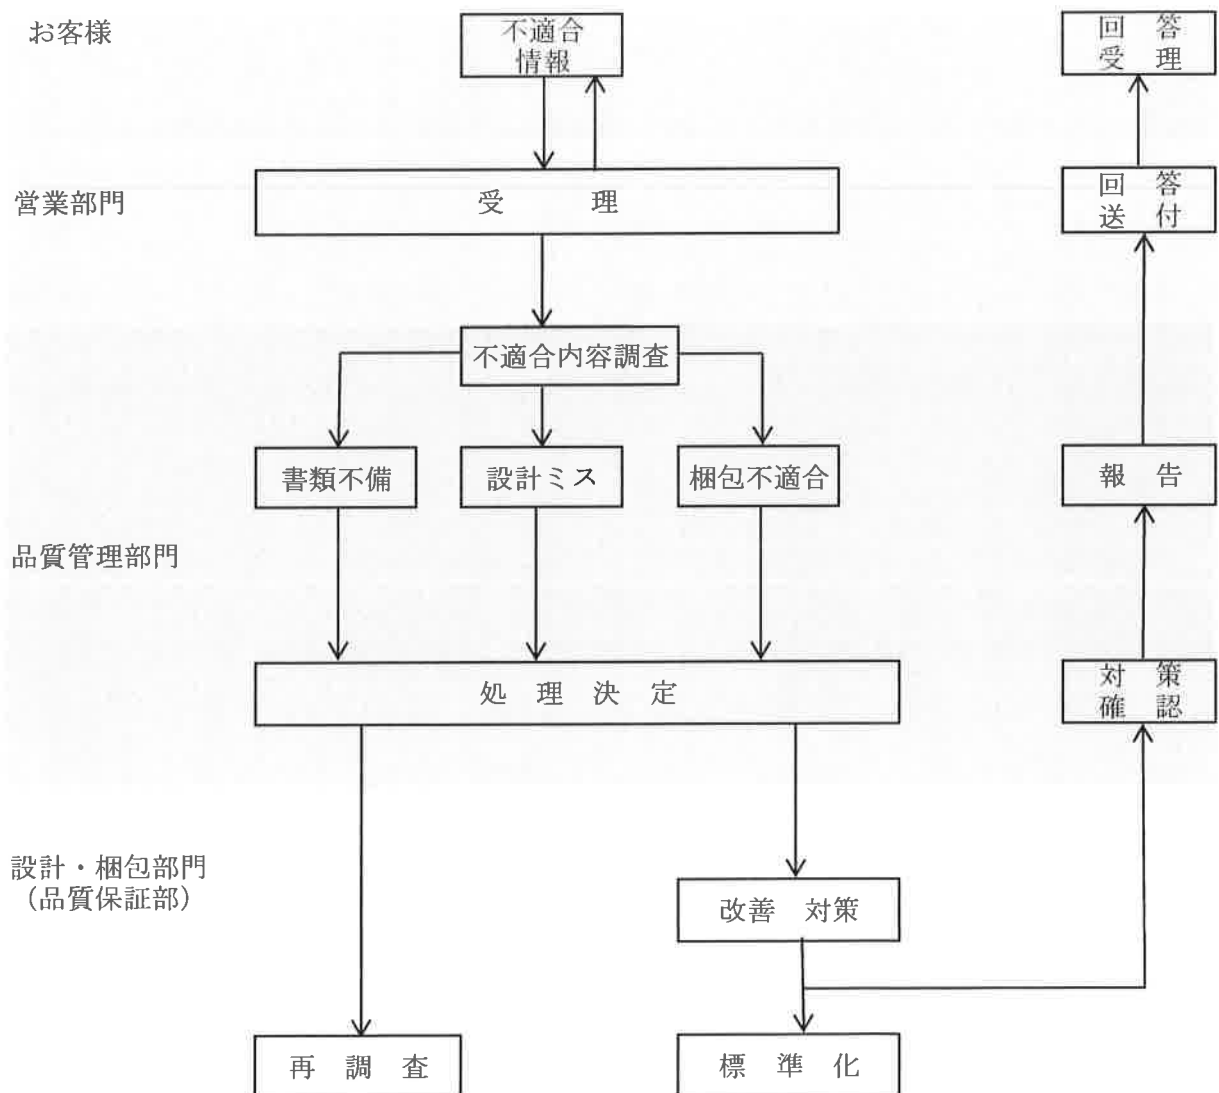 お客様
不適合
情報
回 答
受 理
営業部門
受 理
回 答
送 付
不適合内容調査
書類不備
設計ミス
梱包不適合
報 告
品質管理部門
処 理 決 定
対 策
確 認
設計・梱包部門
(品質保証部)
改善 対策
再 調 査
標 準 化